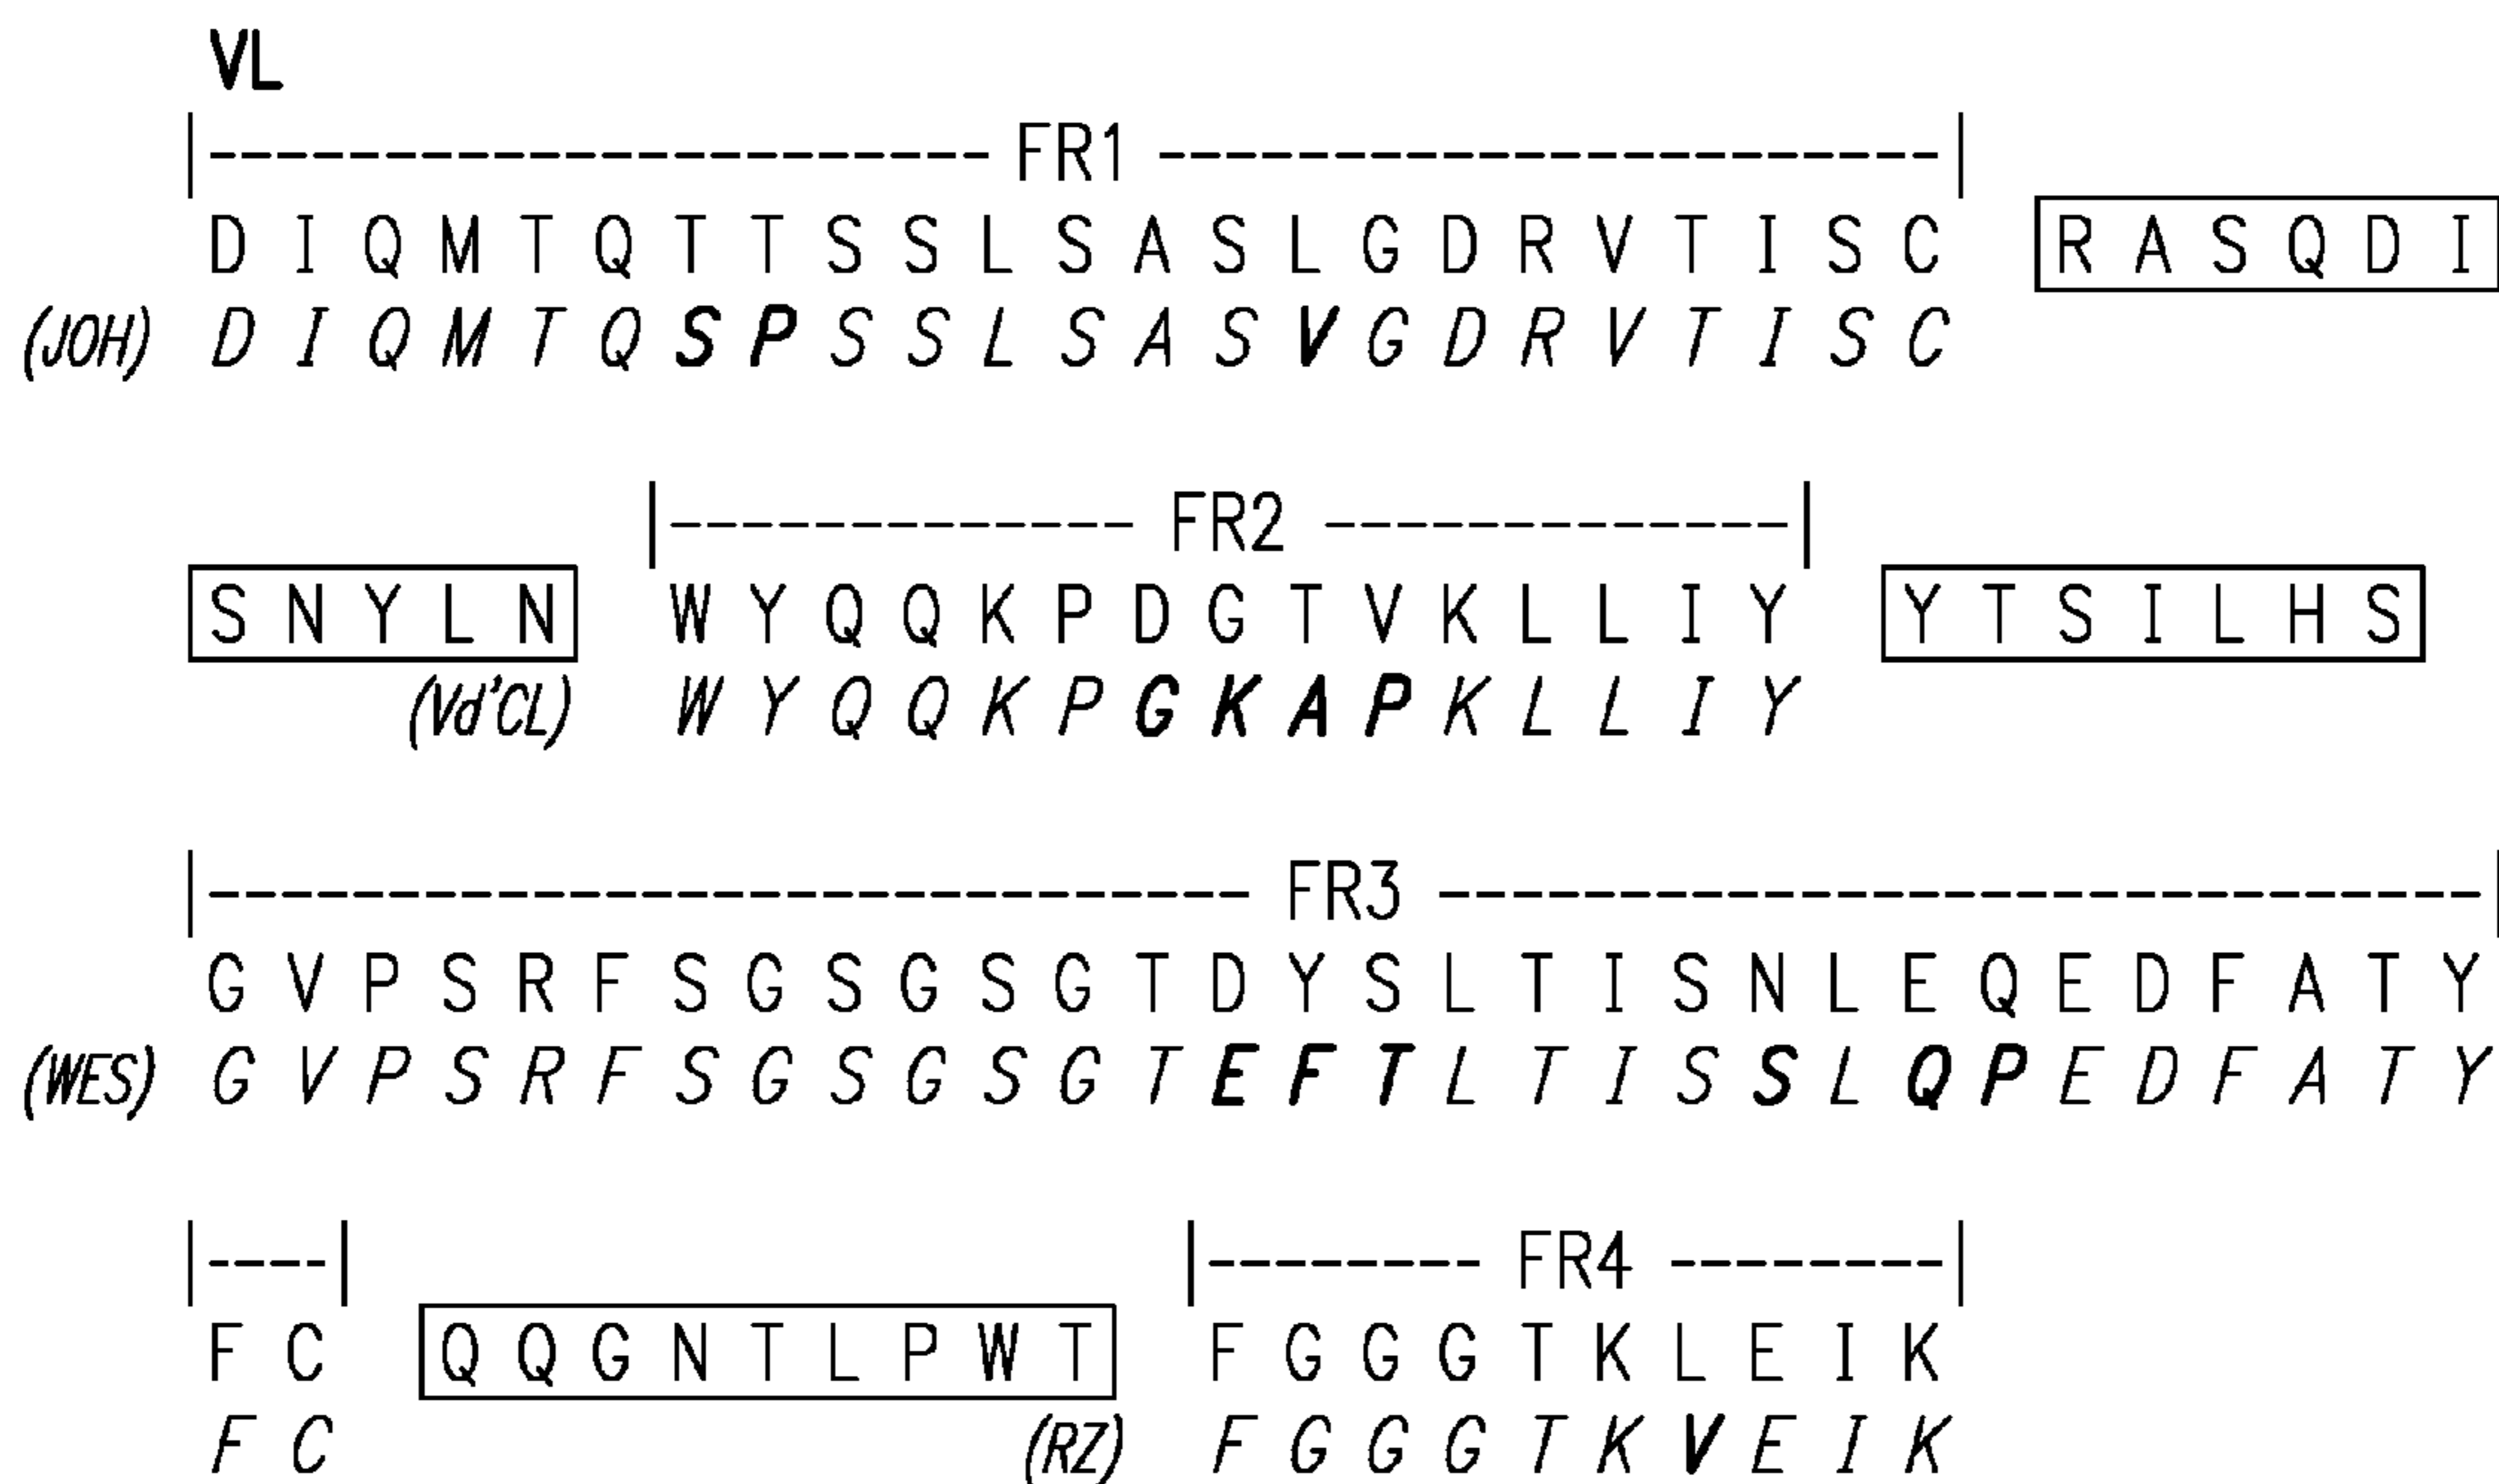 VL
|---------------------- FR1 ----------------------|
D I Q M T Q T T S S L S A S L G D R V T I S C R A S Q D I
(JOH) D I Q M T Q S P S S L S A S V G D R V T I S C
|------------- FR2 -------------|
S N Y L N W Y Q Q K P D G T V K L L I Y Y T S I L H S
(Vd'CL) W Y Q Q K P G K A P K L L I Y
|----------------------------- FR3 -----------------------------|
G V P S R F S G S G S G T D Y S L T I S N L E Q E D F A T Y
(WES) G V P S R F S G S G S G T E F T L T I S S L Q P E D F A T Y
|----| |-------- FR4 --------|
F C Q Q G N T L P W T F G G G T K L E I K
F C (RZ) F G G G T K V E I K